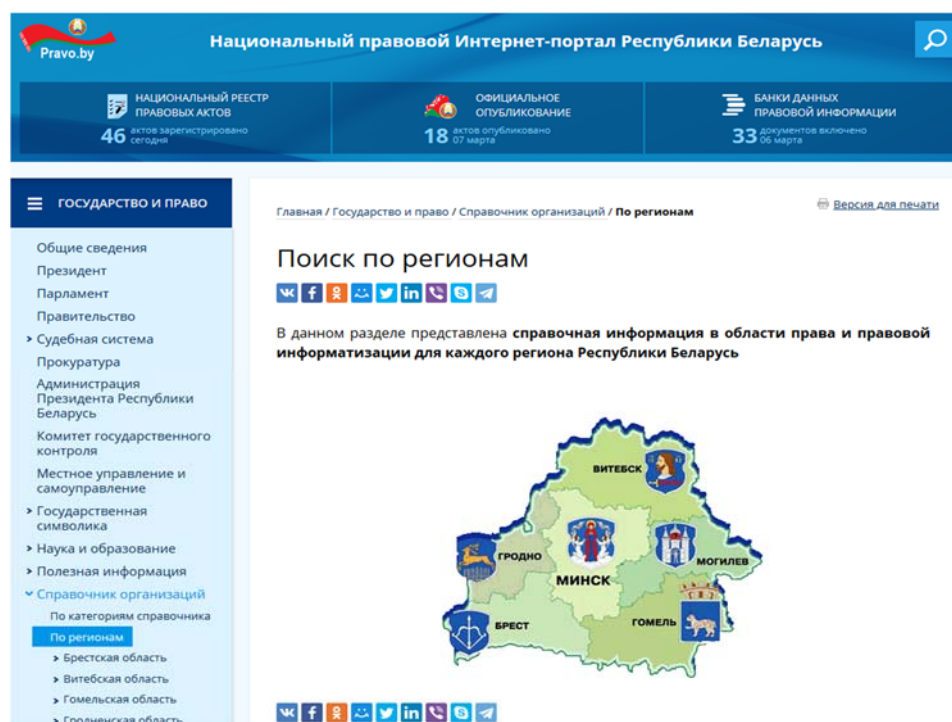 Pravo.by
Национальный правовой Интернет-портал Республики Беларусь
НАЦИОНАЛЬНЫЙ РЕЕСТР
ПРАВОВЫХ АКТОВ
46 актов зарегистрировано
сегодня
ОФИЦИАЛЬНОЕ
ОПУБЛИКОВАНИЕ
18 актов опубликовано
07 марта
БАНКИ ДАННЫХ
ПРАВОВОЙ ИНФОРМАЦИИ
33 документов включено
06 марта
ГОСУДАРСТВО И ПРАВО
Общие сведения
Президент
Парламент
Правительство
Судебная система
Прокуратура
Администрация
Президента Республики
Беларусь
Комитет государственного
контроля
Местное управление и
самоуправление
Государственная
символика
Наука и образование
Полезная информация
Справочник организаций
По категориям справочника
По регионам
Брестская область
Витебская область
Гомельская область
Гродненская область
Главная / Государство и право / Справочник организаций / По регионам
Версия для печати
Поиск по регионам
В данном разделе представлена справочная информация в области права и правовой
информатизации для каждого региона Республики Беларусь
ВИТЕБСК
ГРОДНО
МИНСК
МОГИЛЕВ
БРЕСТ
ГОМЕЛЬ